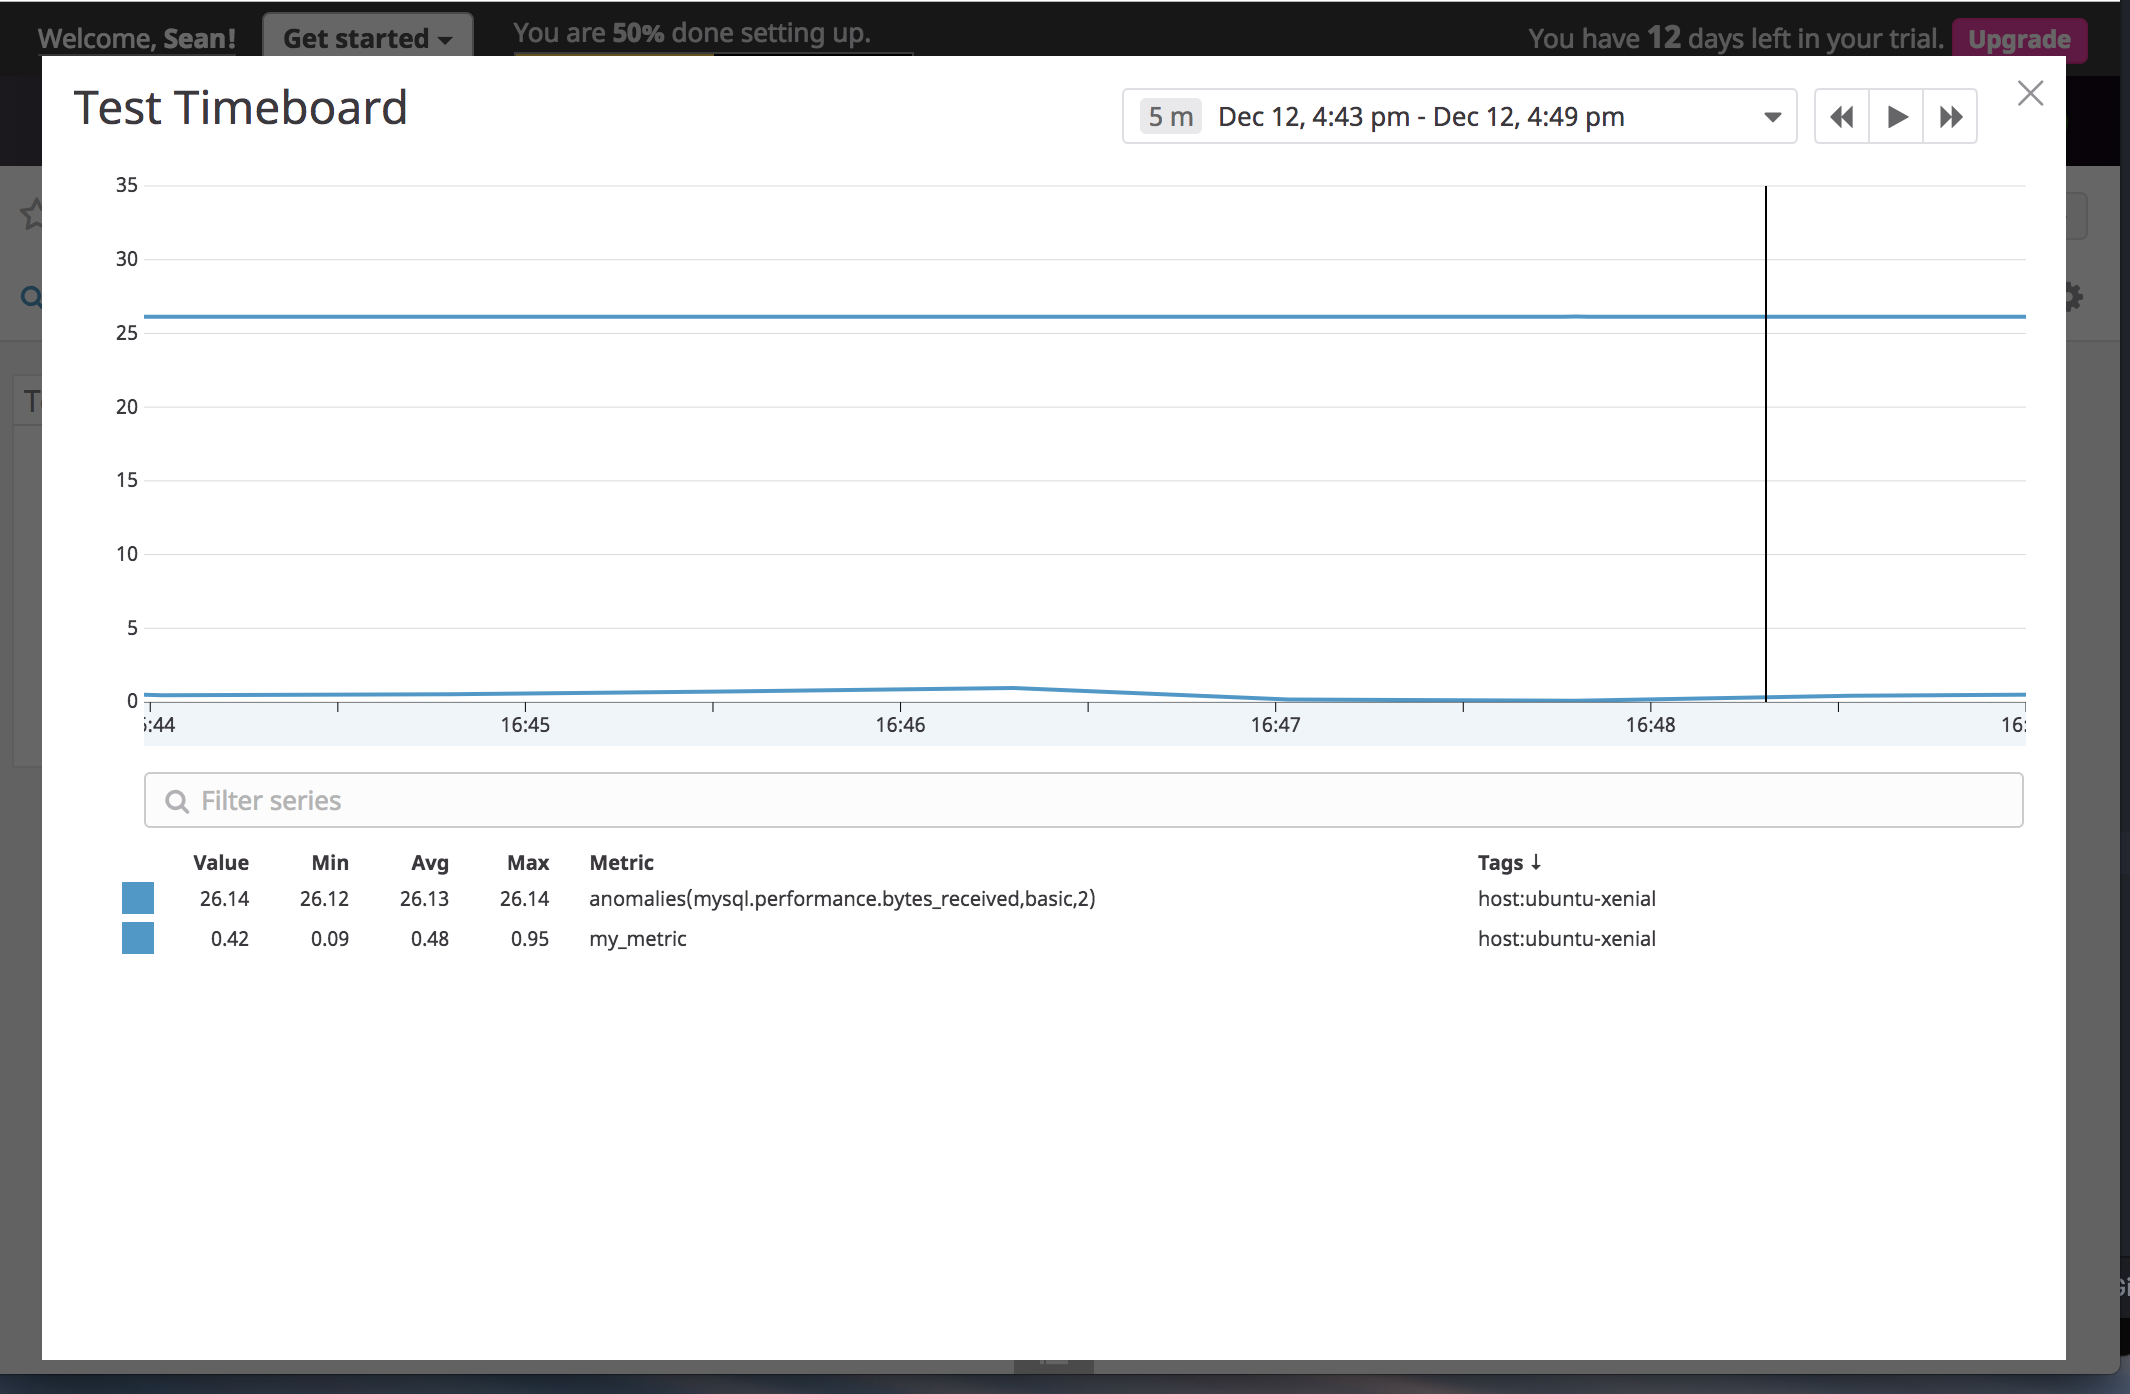 Welcome, Sean!
Get started
You are 50% done setting up.
You have 12 days left in your trial.
Upgrade
Test Timeboard
5 m Dec 12, 4:43 pm - Dec 12, 4:49 pm
35
30
25
20
15
10
5
0
:44 16:45 16:46 16:47 16:48 16:
Filter series
Value Min Avg Max Metric Tags ↓
26.14 26.12 26.13 26.14 anomalies(mysql.performance.bytes_received,basic,2) host:ubuntu-xenial
0.42 0.09 0.48 0.95 my_metric host:ubuntu-xenial